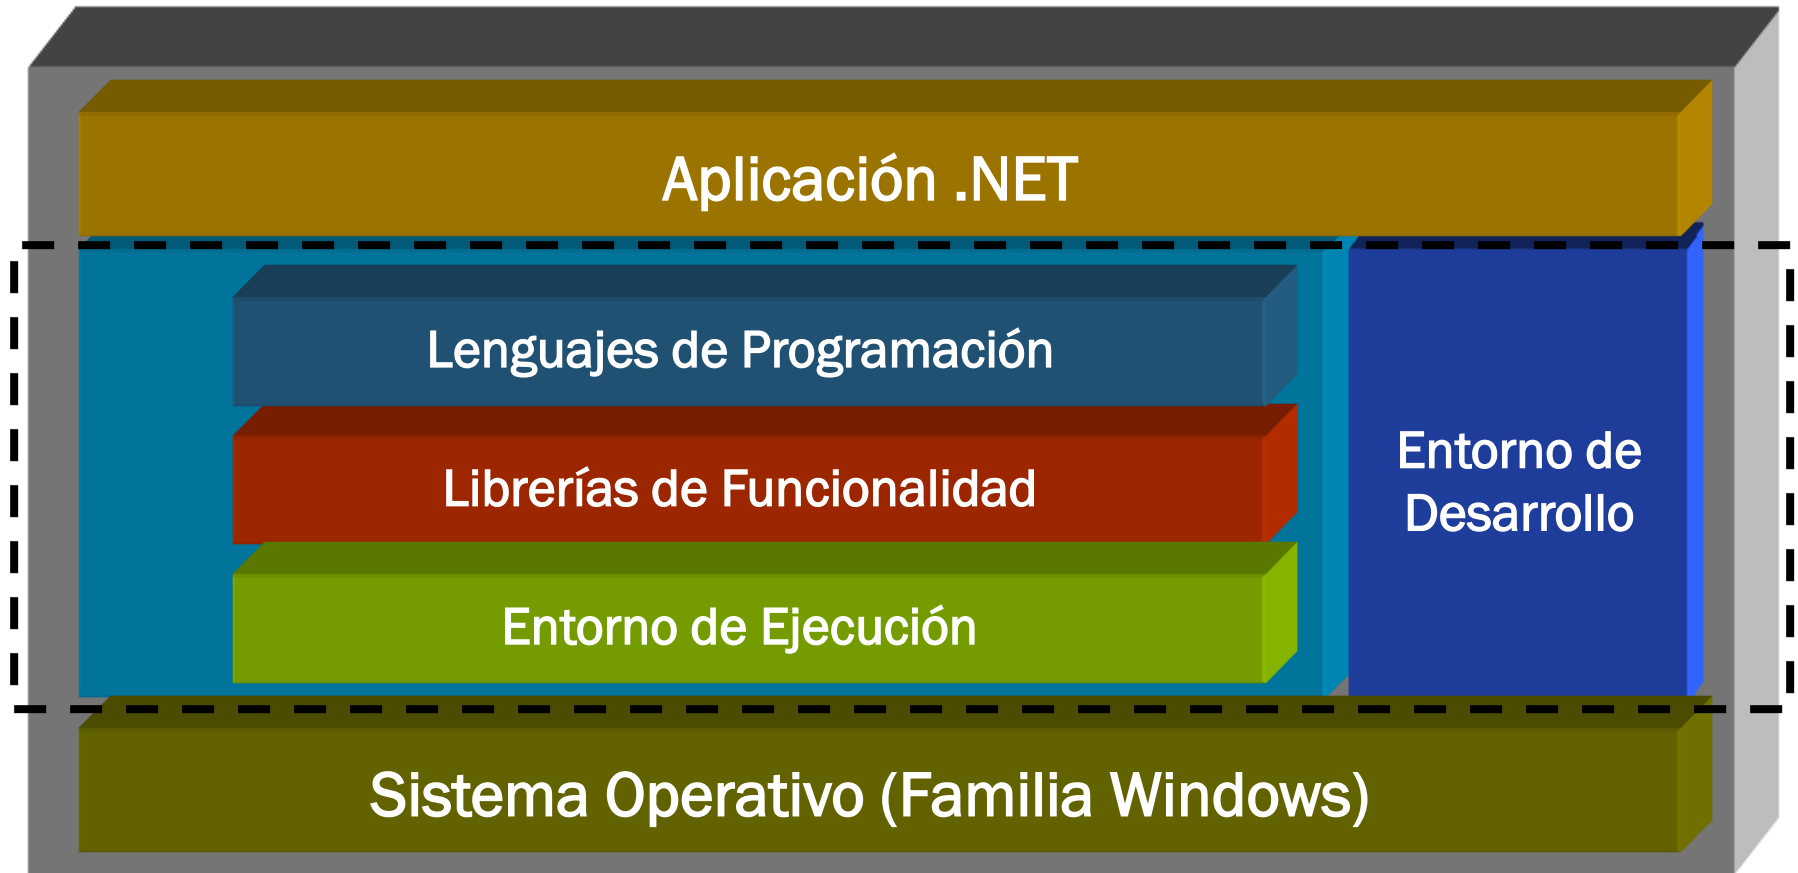 Aplicación .NET
Lenguajes de Programación
Librerías de Funcionalidad
Entorno de Ejecución
Entorno de
Desarrollo
Sistema Operativo (Familia Windows)